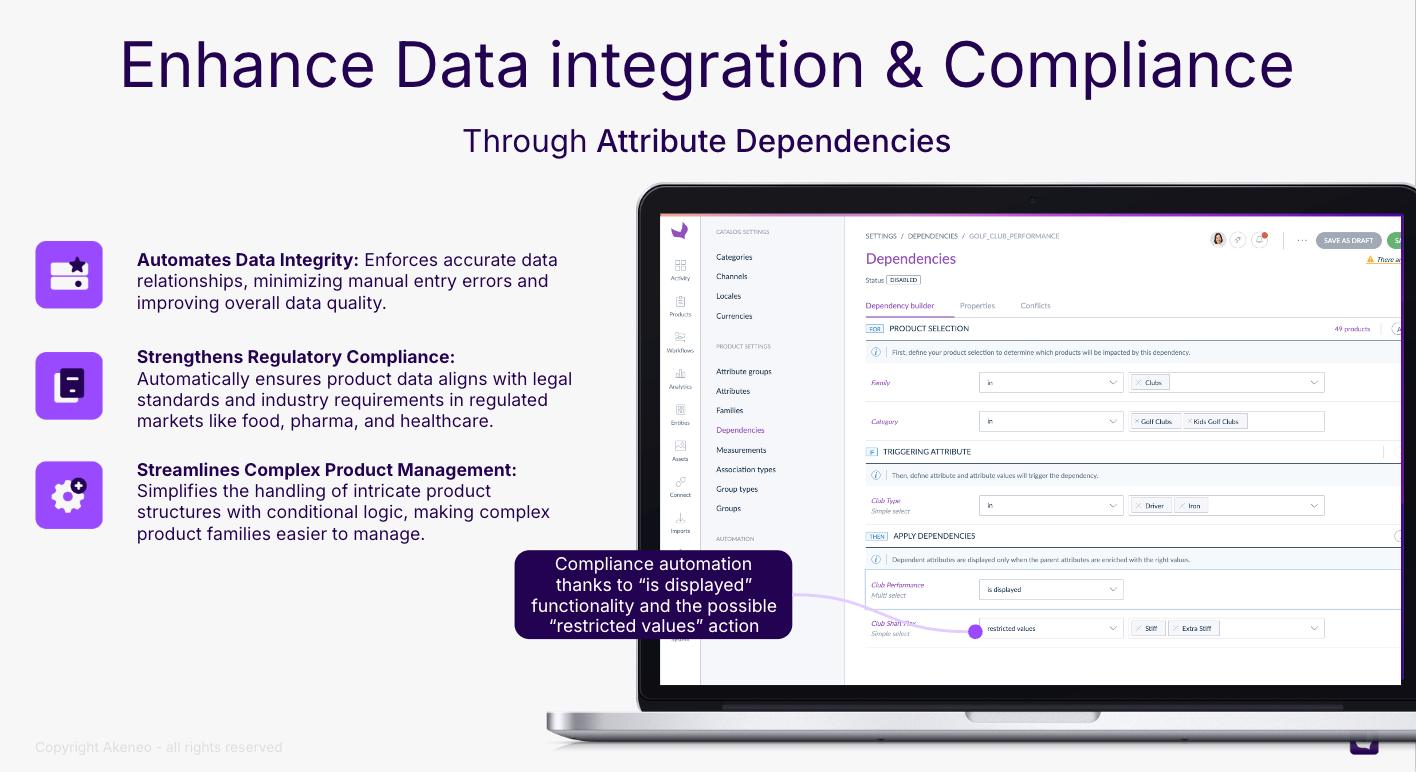 Enhance Data integration & Compliance
Through Attribute Dependencies
Automates Data Integrity: Enforces accurate data
relationships, minimizing manual entry errors and
improving overall data quality.
Strengthens Regulatory Compliance:
Automatically ensures product data aligns with legal
standards and industry requirements in regulated
markets like food, pharma, and healthcare.
Streamlines Complex Product Management:
Simplifies the handling of intricate product
structures with conditional logic, making complex
product families easier to manage.
Compliance automation
thanks to “is displayed”
functionality and the possible
“restricted values” action
Activity
Products
Workflows
Analytics
Entities
Assets
Connect
Imports
CATALOG SETTINGS
Categories
Channels
Locales
Currencies
PRODUCT SETTINGS
Attribute groups
Attributes
Families
Dependencies
Measurements
Association types
Group types
Groups
AUTOMATION
SETTINGS / DEPENDENCIES / GOLF_CLUB_PERFORMANCE
... SAVE AS DRAFT
Dependencies
There
Status DISABLED
Dependency builder Properties Conflicts
FOR PRODUCT SELECTION 49 products
First, define your product selection to determine which products will be impacted by this dependency.
Family in Clubs
Category in Golf Clubs Kids Golf Clubs
IF TRIGGERING ATTRIBUTE
Then, define attribute and attribute values will trigger the dependency.
Club Type in Driver Iron
Simple select
THEN APPLY DEPENDENCIES
Dependent attributes are displayed only when the parent attributes are enriched with the right values.
Club Performance is displayed
Multi select
Club Shaft restricted values Stiff Extra Stiff
Simple select
Copyright Akeneo - all rights reserved